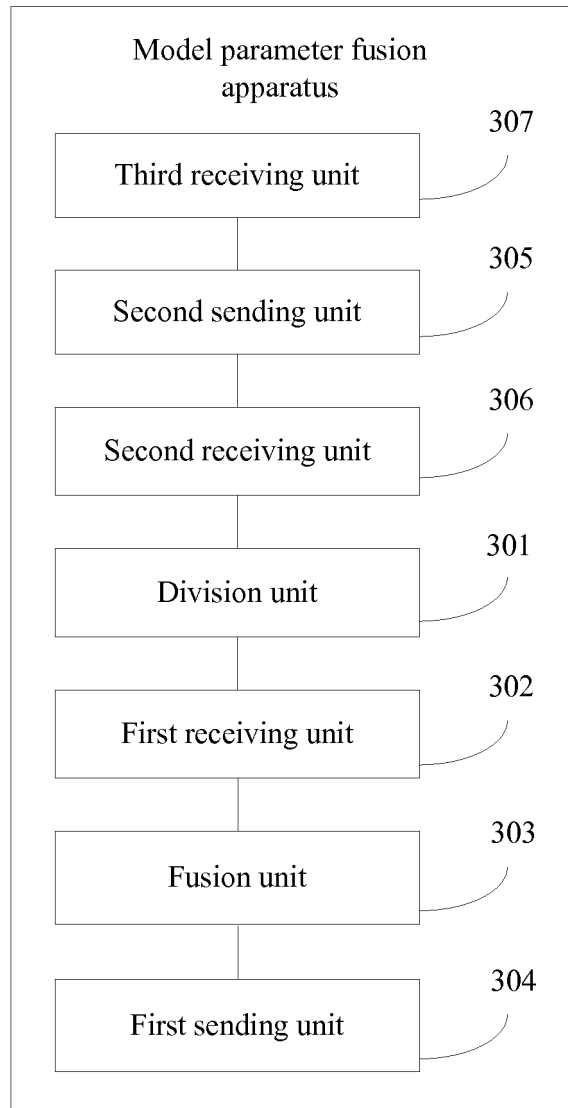 Model parameter fusion
apparatus
307
Third receiving unit
305
Second sending unit
306
Second receiving unit
301
Division unit
302
First receiving unit
303
Fusion unit
304
First sending unit